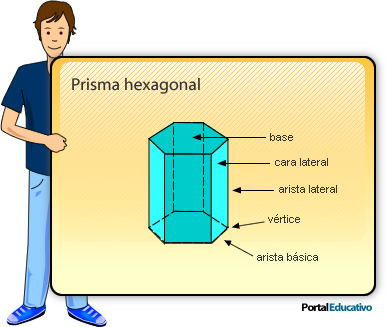 Prisma hexagonal
base
cara lateral
arista lateral
vértice
arista básica
PortalEducativo